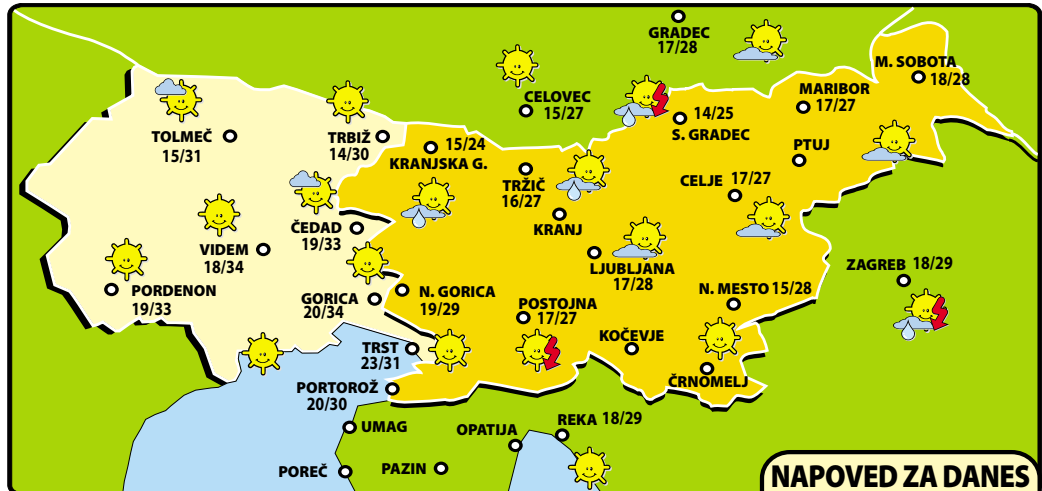 GRADEC
17/28
M. SOBOTA
18/28
CELOVEC
15/27
MARIBOR
17/27
14/25
S. GRADEC
TOLMEČ
15/31
TRBIŽ
14/30
15/24
KRANJSKA G.
PTUJ
TRŽIČ
16/27
CELJE 17/27
KRANJ
ČEDAD
19/33
VIDEM
18/34
LJUBLJANA
17/28
ZAGREB 18/29
PORDENON
19/33
GORICA
20/34
N. GORICA
19/29
N. MESTO 15/28
POSTOJNA
17/27
KOČEVJE
TRST
23/31
ČRNOMELJ
PORTOROŽ
20/30
UMAG
OPATIJA
REKA 18/29
POREČ
PAZIN
NAPOVED ZA DANES